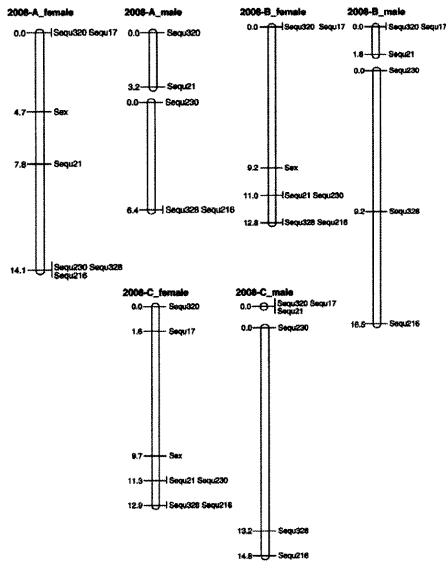 2008-A_female
0.0 Sequ320 Sequ17
4.7 Sex
7.8 Sequ21
14.1 Sequ230 Sequ328
Sequ216
2008-A_male
0.0 Sequ320
3.2 Sequ21
0.0 Sequ230
6.4 Sequ328 Sequ216
2008-B_female
0.0 Sequ320 Sequ17
9.2 Sex
11.0 Sequ21 Sequ230
12.8 Sequ328 Sequ216
2008-B_male
0.0 Sequ320 Sequ17
1.8 Sequ21
0.0 Sequ230
9.2 Sequ328
16.5 Sequ216
2008-C_female
0.0 Sequ320
1.6 Sequ17
9.7 Sex
11.3 Sequ21 Sequ230
12.9 Sequ328 Sequ216
2008-C_male
0.0 Sequ320 Sequ17
Sequ21
0.0 Sequ230
13.2 Sequ328
14.8 Sequ216